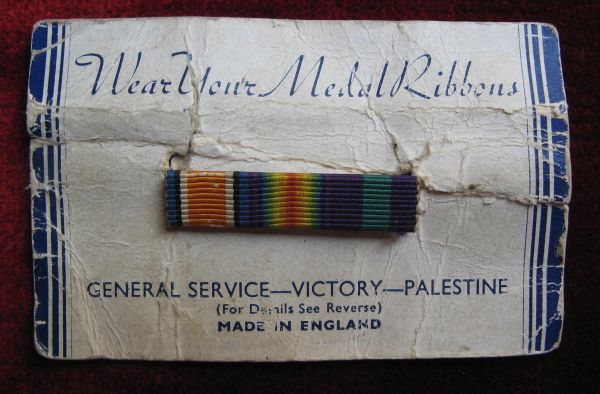 Wear Your Medal Ribbons
GENERAL SERVICE—VICTORY—PALESTINE
(For Details See Reverse)
MADE IN ENGLAND